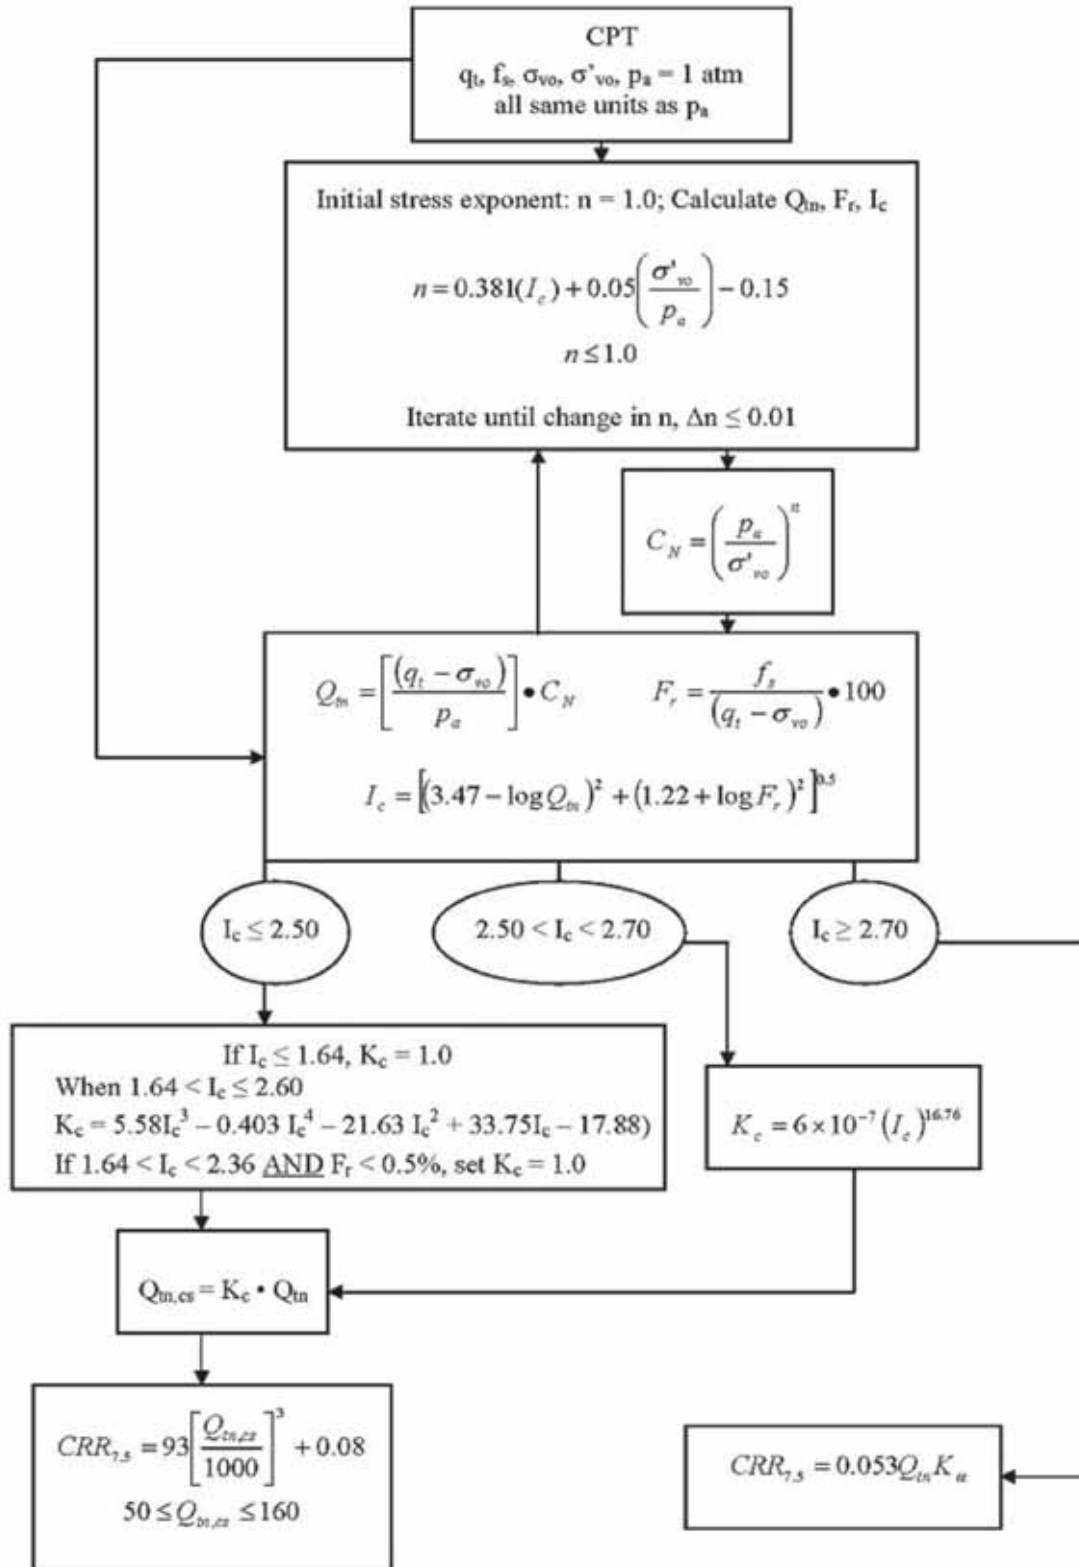 CPT
qt, fs, σvo, σ'vo, pa = 1 atm
all same units as pa
Initial stress exponent: n = 1.0; Calculate Qtn, Fr, Ic
n = 0.381(Ic) + 0.05(σ'vo / pa) − 0.15
n ≤ 1.0
Iterate until change in n, Δn ≤ 0.01
CN = (pa / σ'vo)^n
Qtn = [(qt − σvo) / pa] • CN
Fr = fs / (qt − σvo) • 100
Ic = [(3.47 − log Qtn)² + (1.22 + log Fr)²]^0.5
Ic ≤ 2.50
2.50 < Ic < 2.70
Ic ≥ 2.70
If Ic ≤ 1.64, Kc = 1.0
When 1.64 < Ic ≤ 2.60
Kc = 5.58Ic³ − 0.403 Ic⁴ − 21.63 Ic² + 33.75Ic − 17.88)
If 1.64 < Ic < 2.36 AND Fr < 0.5%, set Kc = 1.0
Kc = 6 × 10⁻⁷ (Ic)^16.76
Qtn,cs = Kc • Qtn
CRR7.5 = 93[Qtn,cs / 1000]³ + 0.08
50 ≤ Qtn,cs ≤ 160
CRR7.5 = 0.053QtnKα